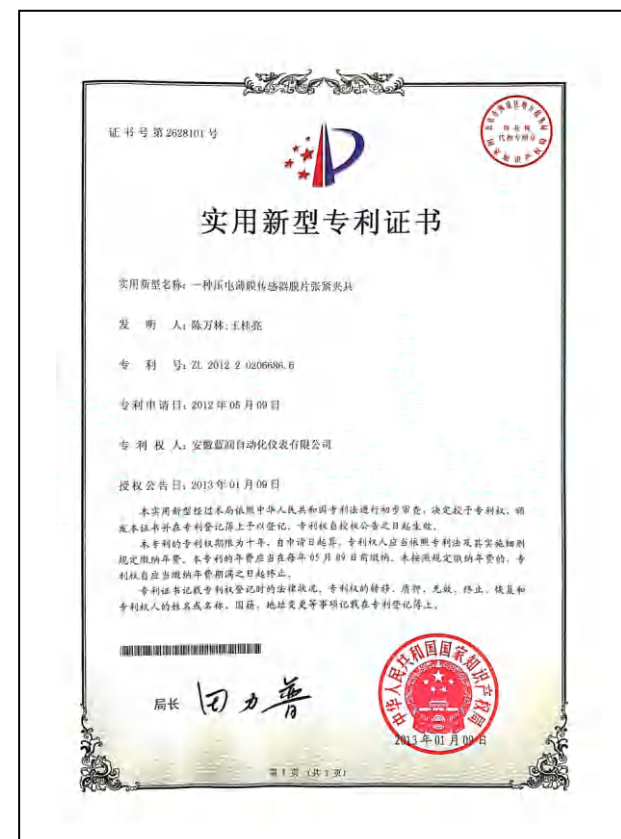 证书号第2628101号
实用新型专利证书
实用新型名称：一种压电薄膜传感器膜片张紧夹具
发 明 人：陈万林;王桂亮
专 利 号：ZL 2012 2 0206686.6
专利申请日：2012年05月09日
专 利 权 人：安徽蓝润自动化仪表有限公司
授权公告日：2013年01月09日
本实用新型经过本局依照中华人民共和国专利法进行初步审查，决定授予专利权，颁
发本证书并在专利登记簿上予以登记。专利权自授权公告之日起生效。
本专利的专利权期限为十年，自申请日起算。专利权人应当依照专利法及其实施细则
规定缴纳年费。本专利的年费应当在每年05月09日前缴纳。未按照规定缴纳年费的，专
利权自应当缴纳年费期满之日起终止。
专利证书记载专利权登记时的法律状况。专利权的转移、质押、无效、终止、恢复和
专利权人的姓名或名称、国籍、地址变更等事项记载在专利登记簿上。
局长 田力普
中华人民共和国国家知识产权局
2013年01月09日
第1页（共1页）